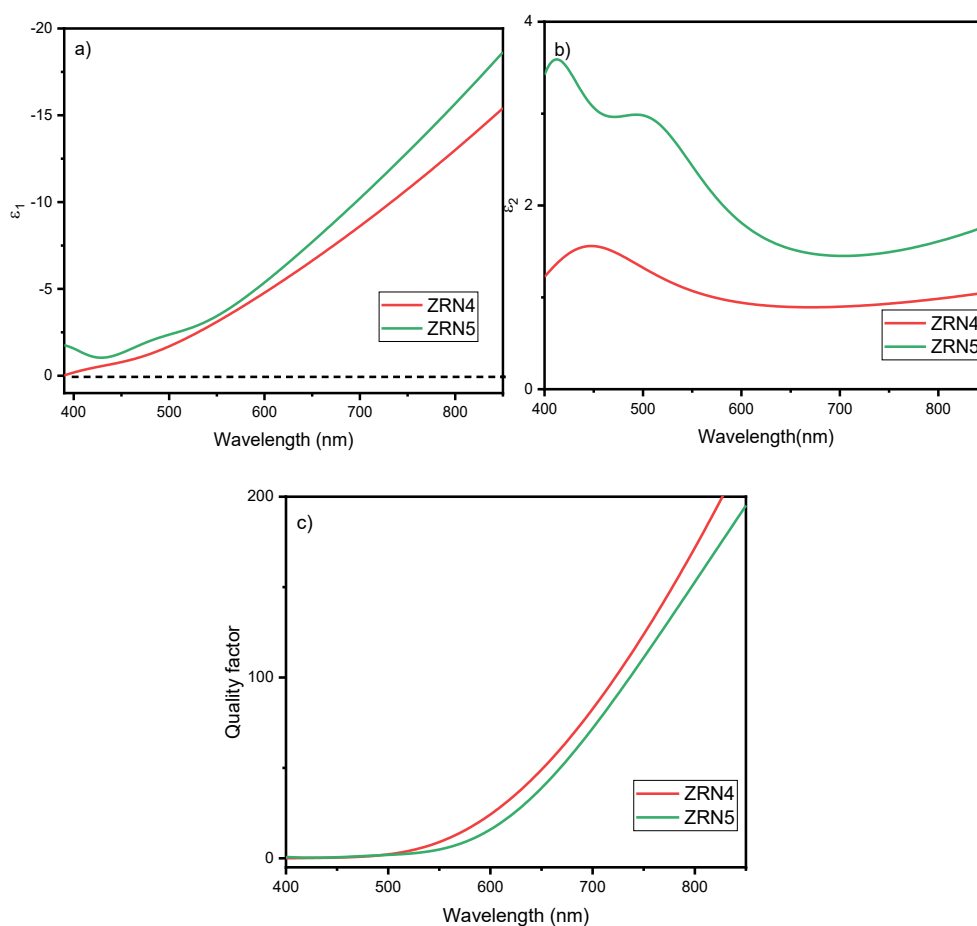 a)
-20
-15
-10
-5
0
ε1
400 500 600 700 800
Wavelength (nm)
ZRN4
ZRN5
b)
4
2
0
ε2
400 500 600 700 800
Wavelength(nm)
ZRN4
ZRN5
c)
200
100
0
Quality factor
400 500 600 700 800
Wavelength (nm)
ZRN4
ZRN5